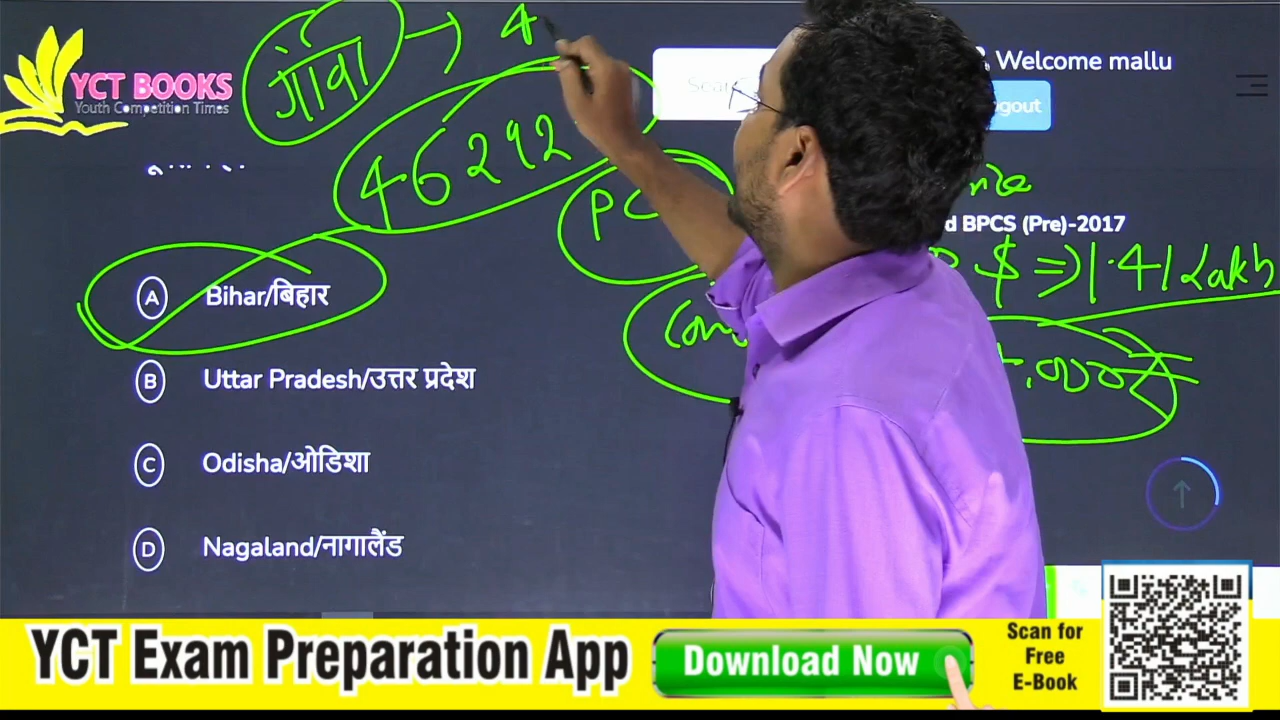 गोवा → 4
YCT BOOKS
Youth Competition Times
Welcome mallu
46292
BPCS (Pre)-2017
$ ⇒ 1.41 Lakh
A Bihar/बिहार
B Uttar Pradesh/उत्तर प्रदेश
C Odisha/ओडिशा
D Nagaland/नागालैंड
YCT Exam Preparation App
Download Now
Scan for
Free
E-Book